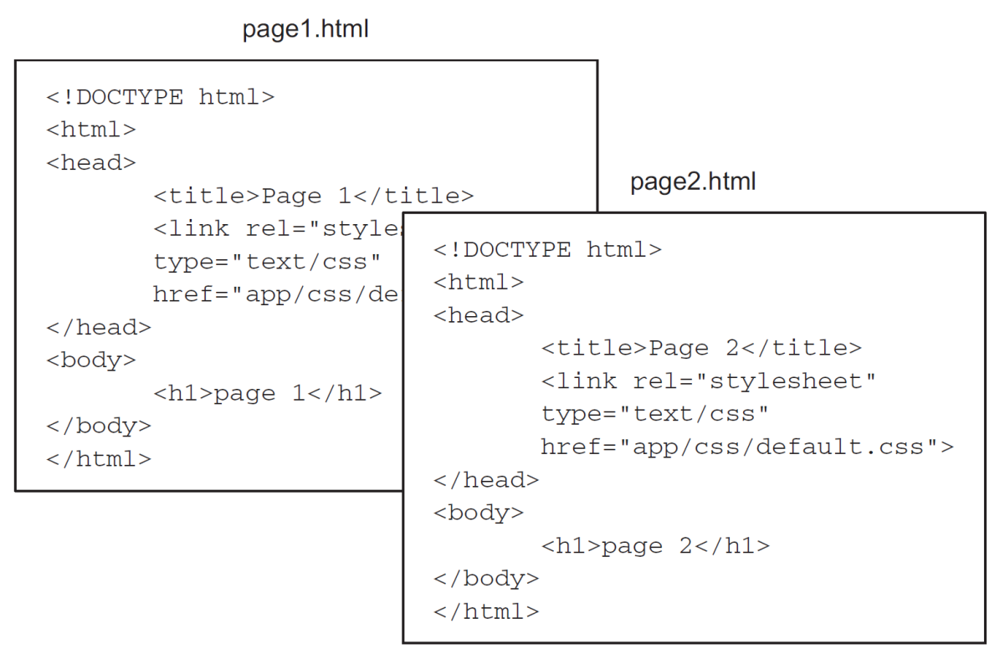 page1.html
<!DOCTYPE html>
<html>
<head>
<title>Page 1</title>
<link rel="styles
type="text/css"
href="app/css/de
</head>
<body>
<h1>page 1</h1>
</body>
</html>
page2.html
<!DOCTYPE html>
<html>
<head>
<title>Page 2</title>
<link rel="stylesheet"
type="text/css"
href="app/css/default.css">
</head>
<body>
<h1>page 2</h1>
</body>
</html>